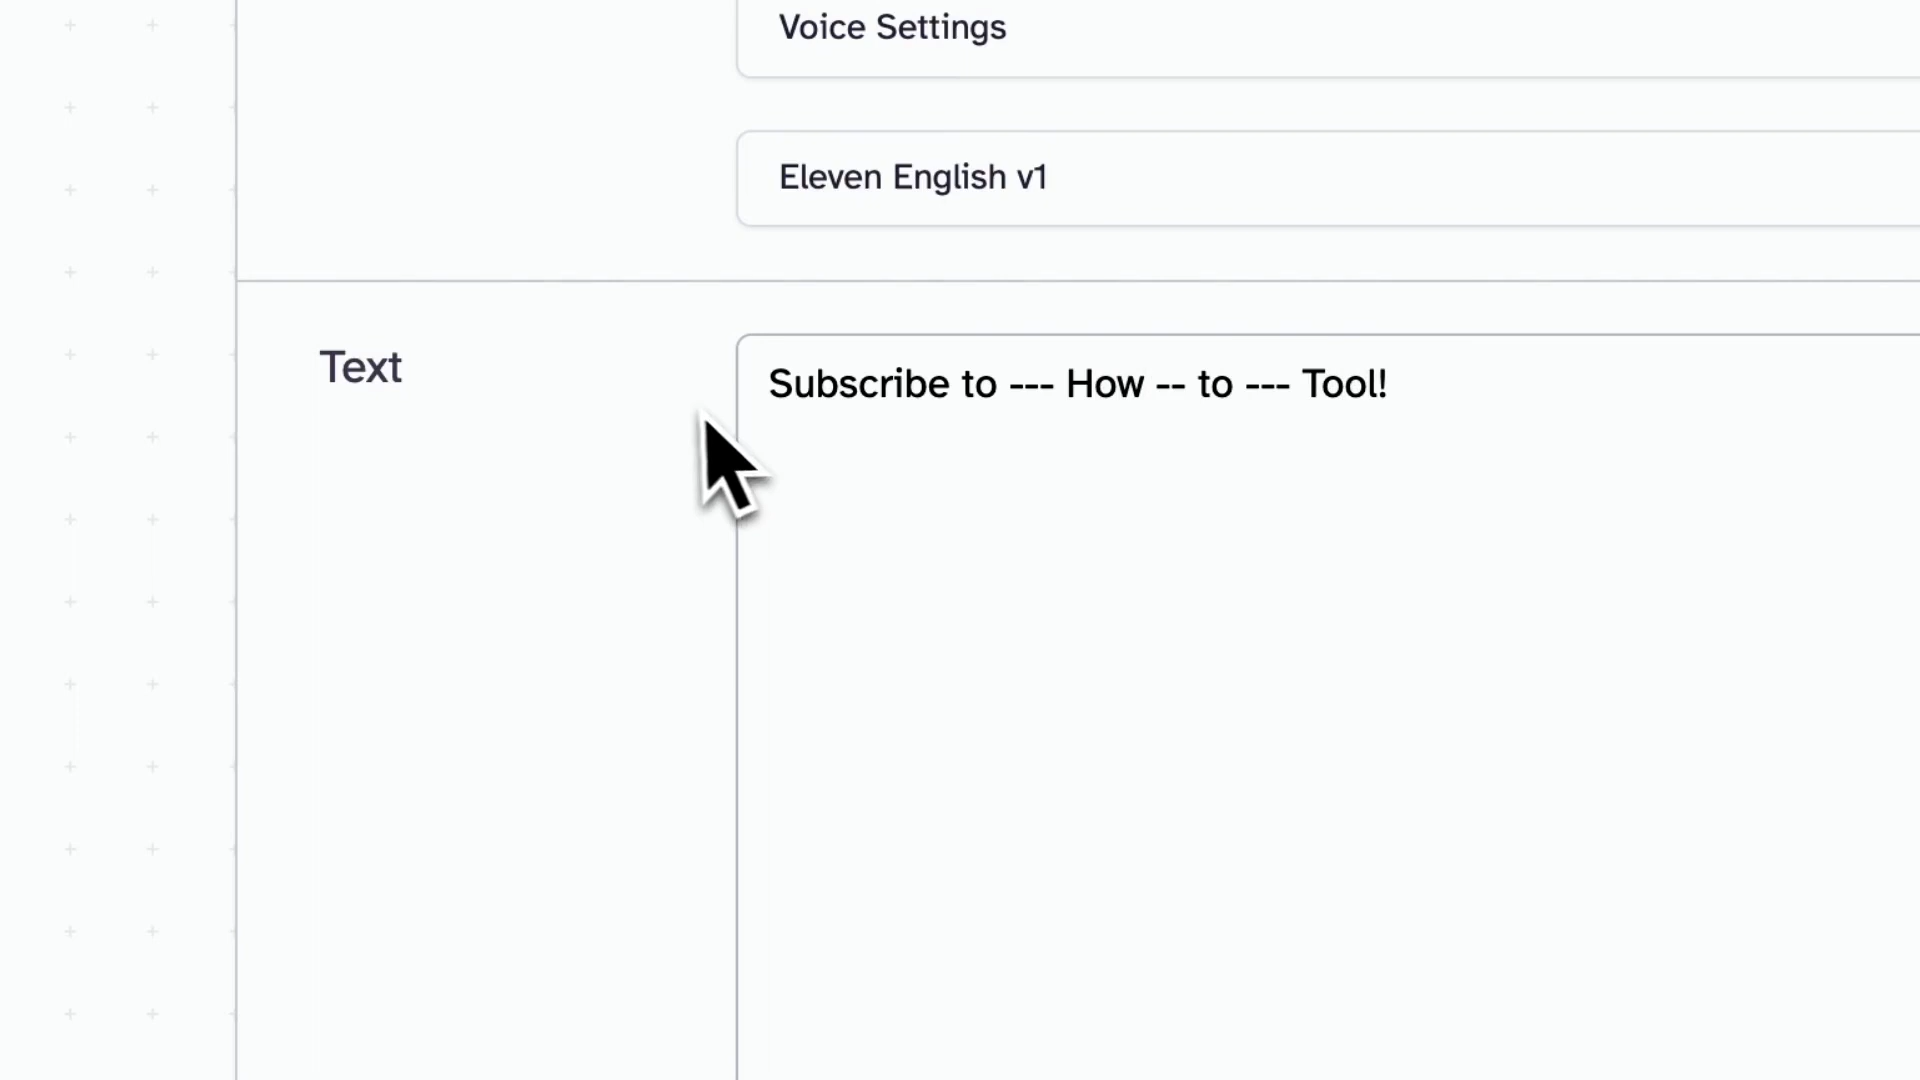 Voice Settings
Eleven English v1
Text
Subscribe to --- How -- to --- Tool!